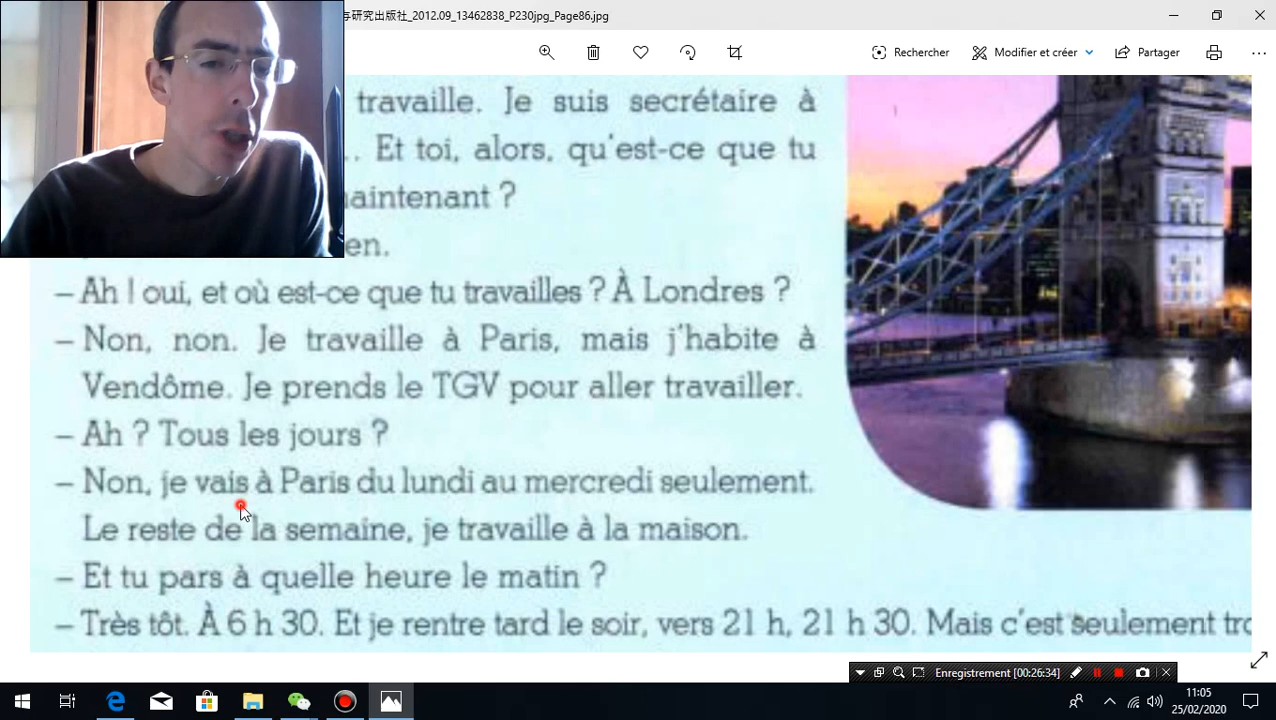 与研究出版社_2012.09_13462838_P230jpg_Page86.jpg
Rechercher
Modifier et créer
Partager
travaille. Je suis secrétaire à
.. Et toi, alors, qu'est-ce que tu
maintenant ?
en.
– Ah ! oui, et où est-ce que tu travailles ? À Londres ?
– Non, non. Je travaille à Paris, mais j'habite à
Vendôme. Je prends le TGV pour aller travailler.
– Ah ? Tous les jours ?
– Non, je vais à Paris du lundi au mercredi seulement.
Le reste de la semaine, je travaille à la maison.
– Et tu pars à quelle heure le matin ?
– Très tôt. À 6 h 30. Et je rentre tard le soir, vers 21 h, 21 h 30. Mais c'est seulement tro
Enregistrement [00:26:34]
11:05
25/02/2020